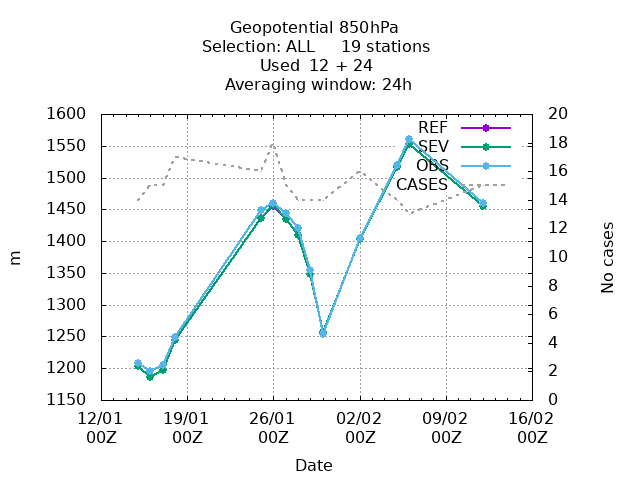 Geopotential 850hPa
Selection: ALL 19 stations
Used 12 + 24
Averaging window: 24h
1600
1550
1500
1450
1400
1350
1300
1250
1200
1150
m
20
18
16
14
12
10
8
6
4
2
0
No cases
REF
SEV
OBS
CASES
12/01 19/01 26/01 02/02 09/02 16/02
00Z 00Z 00Z 00Z 00Z 00Z
Date